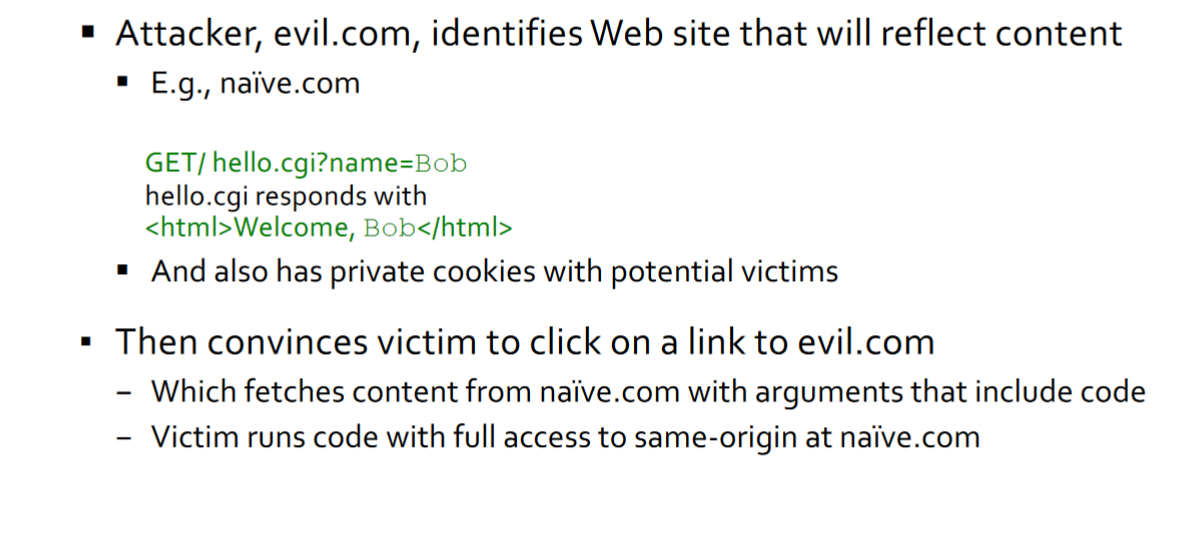 ▪ Attacker, evil.com, identifies Web site that will reflect content
▪ E.g., naïve.com
GET/ hello.cgi?name=Bob
hello.cgi responds with
<html>Welcome, Bob</html>
▪ And also has private cookies with potential victims
▪ Then convinces victim to click on a link to evil.com
– Which fetches content from naïve.com with arguments that include code
– Victim runs code with full access to same-origin at naïve.com